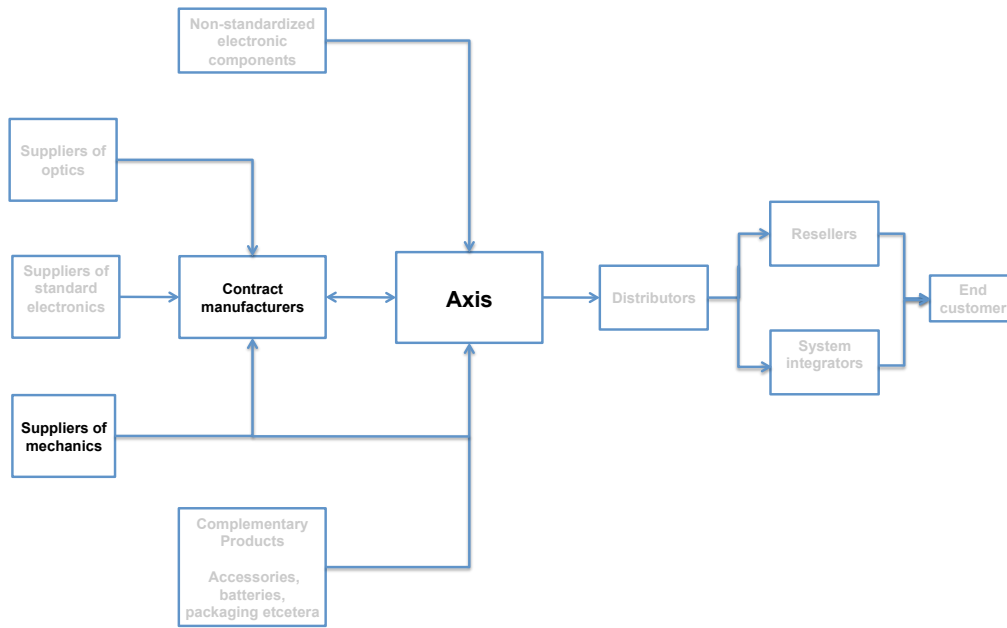 Non-standardized
electronic
components
Suppliers of
optics
Suppliers of
standard
electronics
Contract
manufacturers
Axis
Distributors
Resellers
System
integrators
End
customer
Suppliers of
mechanics
Complementary
Products
Accessories,
batteries,
packaging etcetera